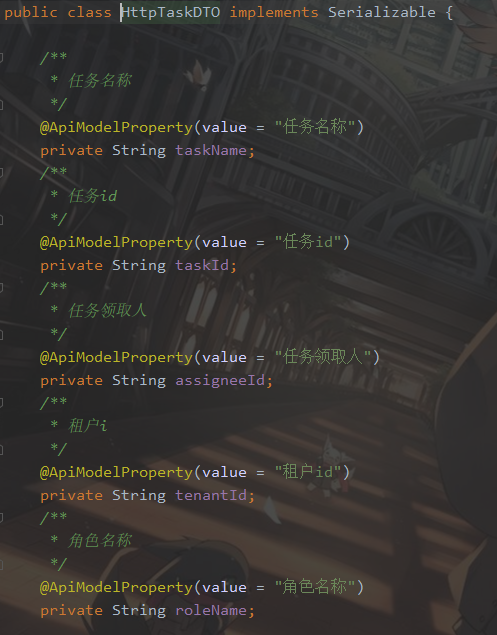 public class HttpTaskDTO implements Serializable {
/**
* 任务名称
*/
@ApiModelProperty(value = "任务名称")
private String taskName;
/**
* 任务id
*/
@ApiModelProperty(value = "任务id")
private String taskId;
/**
* 任务领取人
*/
@ApiModelProperty(value = "任务领取人")
private String assigneeId;
/**
* 租户i
*/
@ApiModelProperty(value = "租户id")
private String tenantId;
/**
* 角色名称
*/
@ApiModelProperty(value = "角色名称")
private String roleName;